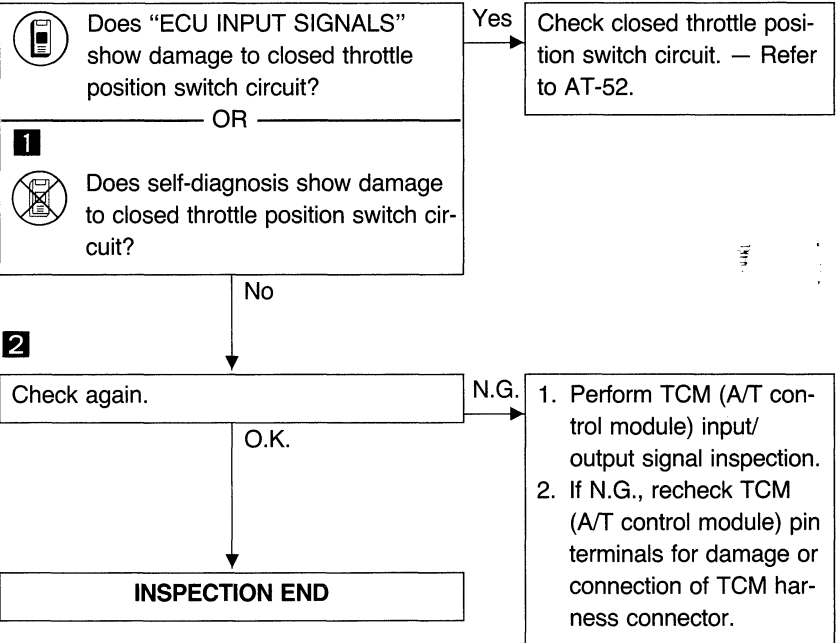 Does “ECU INPUT SIGNALS”
show damage to closed throttle
position switch circuit?
OR
1
Does self-diagnosis show damage
to closed throttle position switch cir-
cuit?
Yes
Check closed throttle posi-
tion switch circuit. — Refer
to AT-52.
No
2
Check again.
N.G.
1. Perform TCM (A/T con-
trol module) input/
output signal inspection.
2. If N.G., recheck TCM
(A/T control module) pin
terminals for damage or
connection of TCM har-
ness connector.
O.K.
INSPECTION END